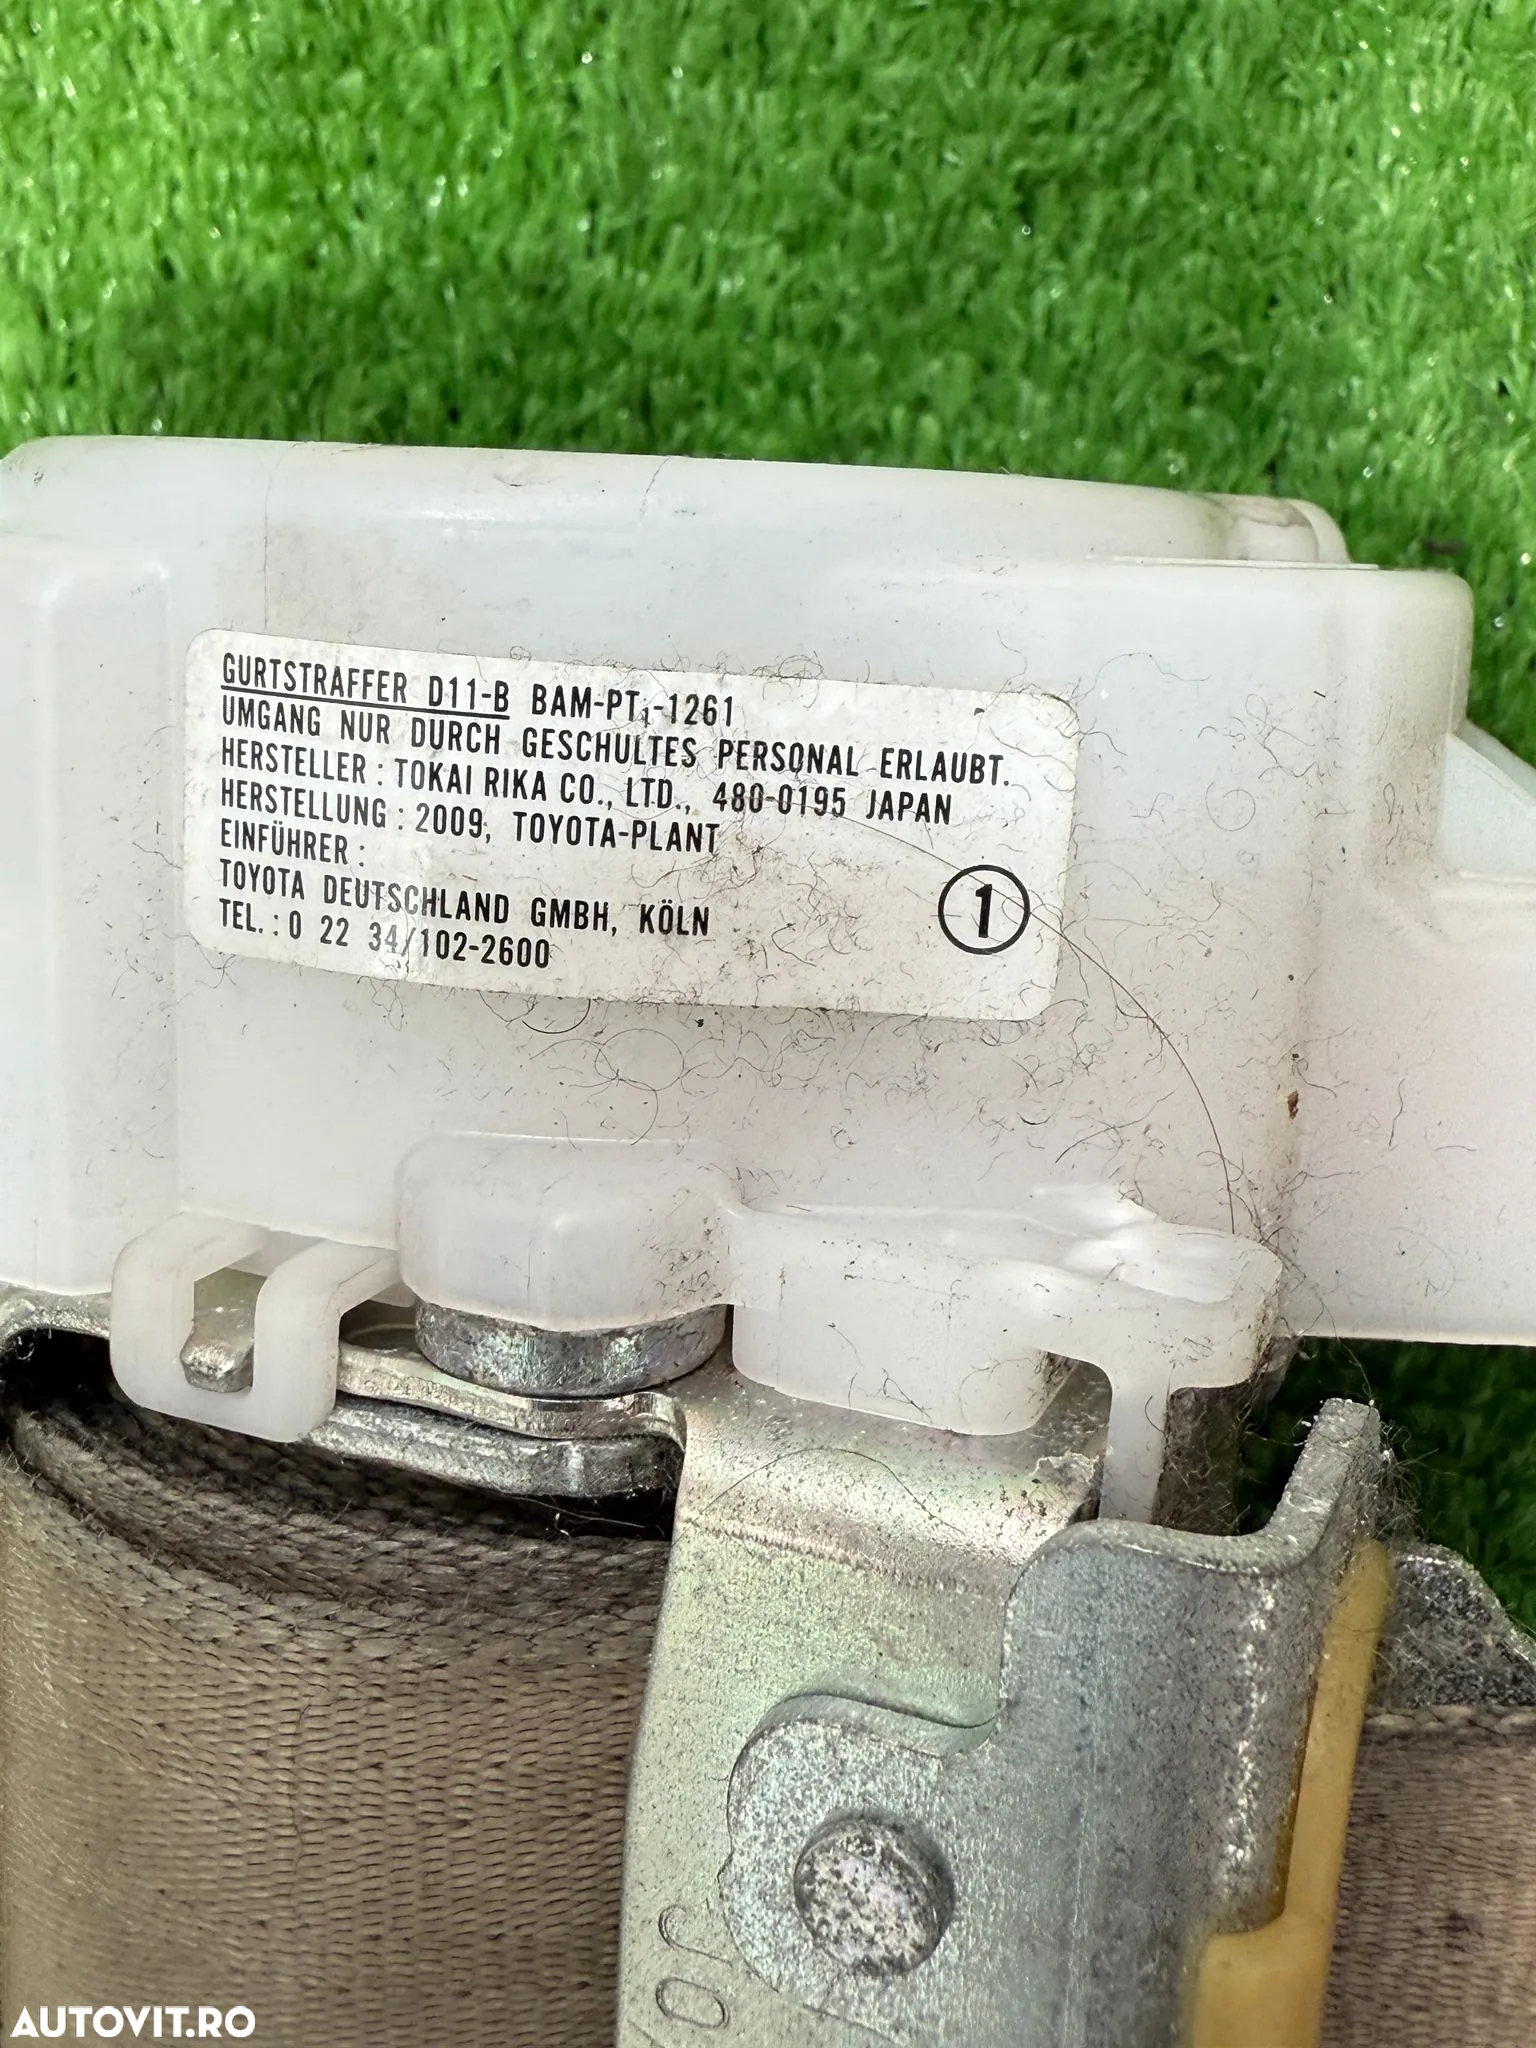 GURTSTRAFFER D11-B BAM-PT₁-1261
UMGANG NUR DURCH GESCHULTES PERSONAL ERLAUBT.
HERSTELLER : TOKAI RIKA CO., LTD., 480-0195 JAPAN
HERSTELLUNG : 2009, TOYOTA-PLANT
EINFÜHRER :
TOYOTA DEUTSCHLAND GMBH, KÖLN
TEL. : 0 22 34/102-2600
1
AUTOVIT.RO